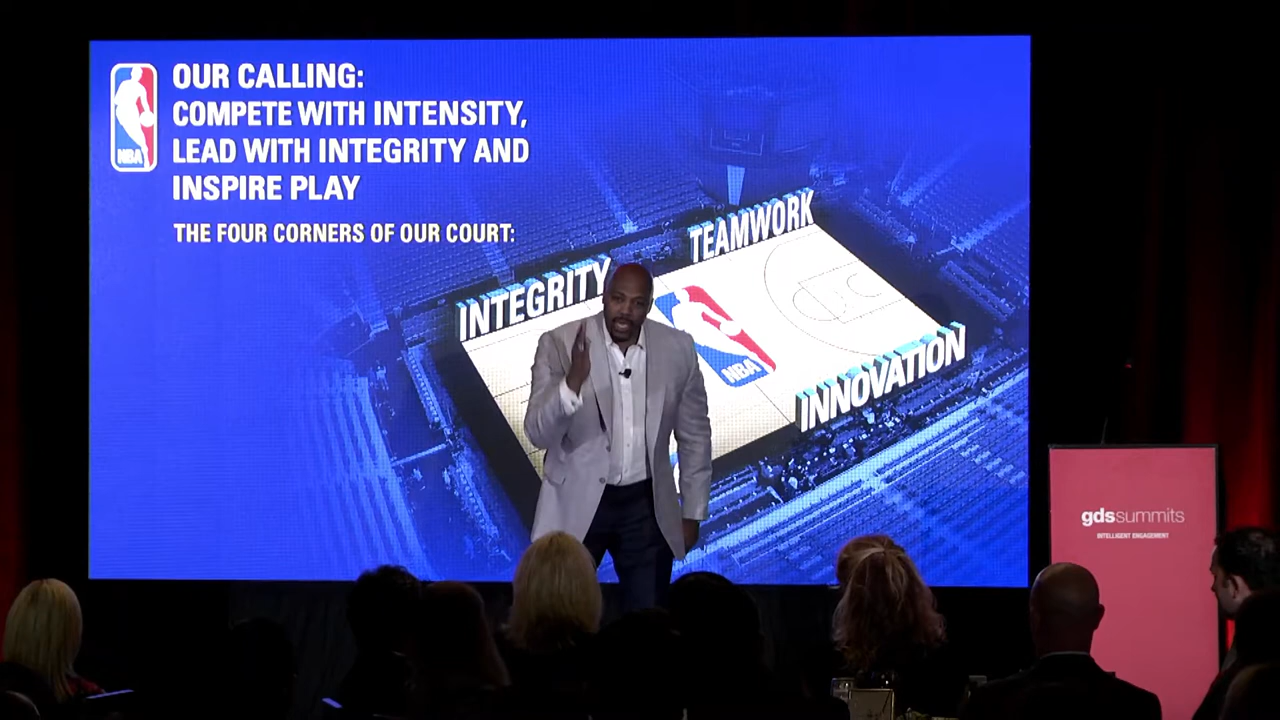 OUR CALLING:
COMPETE WITH INTENSITY,
LEAD WITH INTEGRITY AND
INSPIRE PLAY
NBA
THE FOUR CORNERS OF OUR COURT:
TEAMWORK
INTEGRITY
NBA
INNOVATION
gdssummits
INTELLIGENT ENGAGEMENT